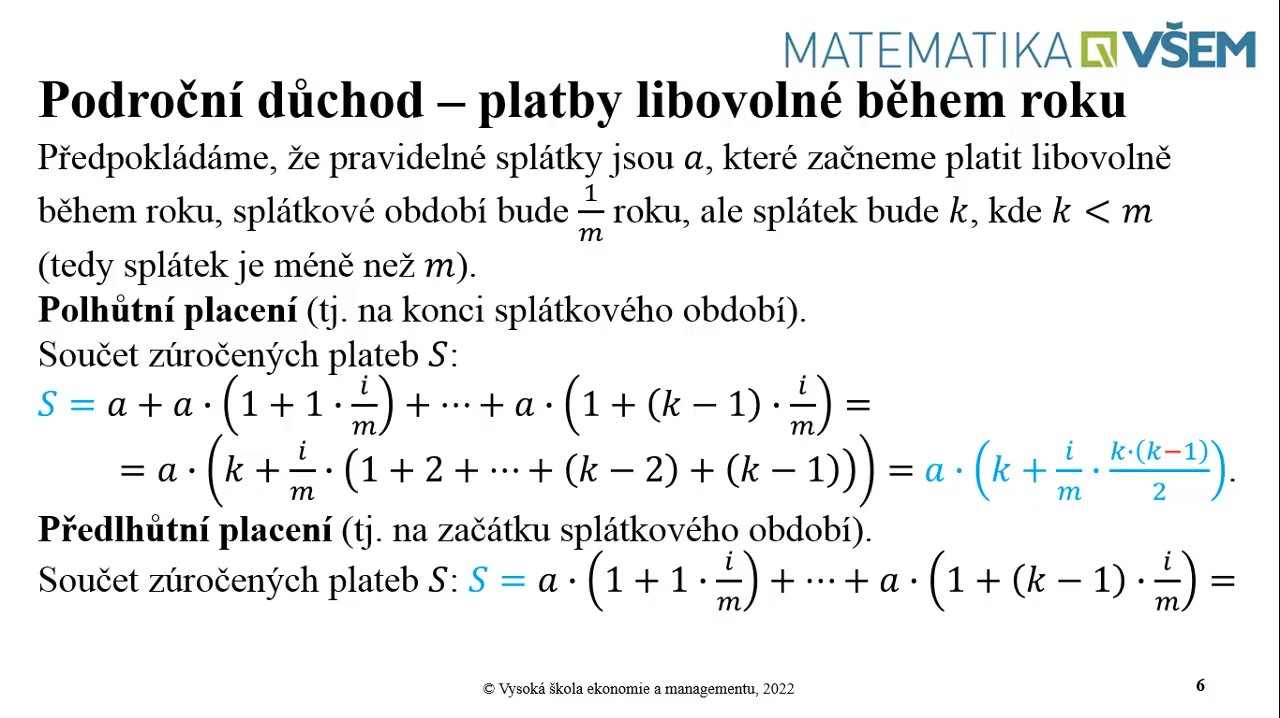 MATEMATIKA VŠEM
Područní důchod – platby libovolné během roku
Předpokládáme, že pravidelné splátky jsou a, které začneme platit libovolně
během roku, splátkové období bude 1/m roku, ale splátek bude k, kde k < m
(tedy splátek je méně než m).
Polhůtní placení (tj. na konci splátkového období).
Součet zúročených plateb S:
S = a + a · (1 + 1 · i/m) + ⋯ + a · (1 + (k − 1) · i/m) =
= a · (k + i/m · (1 + 2 + ⋯ + (k − 2) + (k − 1))) = a · (k + i/m · k·(k−1)/2).
Předlhůtní placení (tj. na začátku splátkového období).
Součet zúročených plateb S: S = a · (1 + 1 · i/m) + ⋯ + a · (1 + (k − 1) · i/m) =
© Vysoká škola ekonomie a managementu, 2022
6